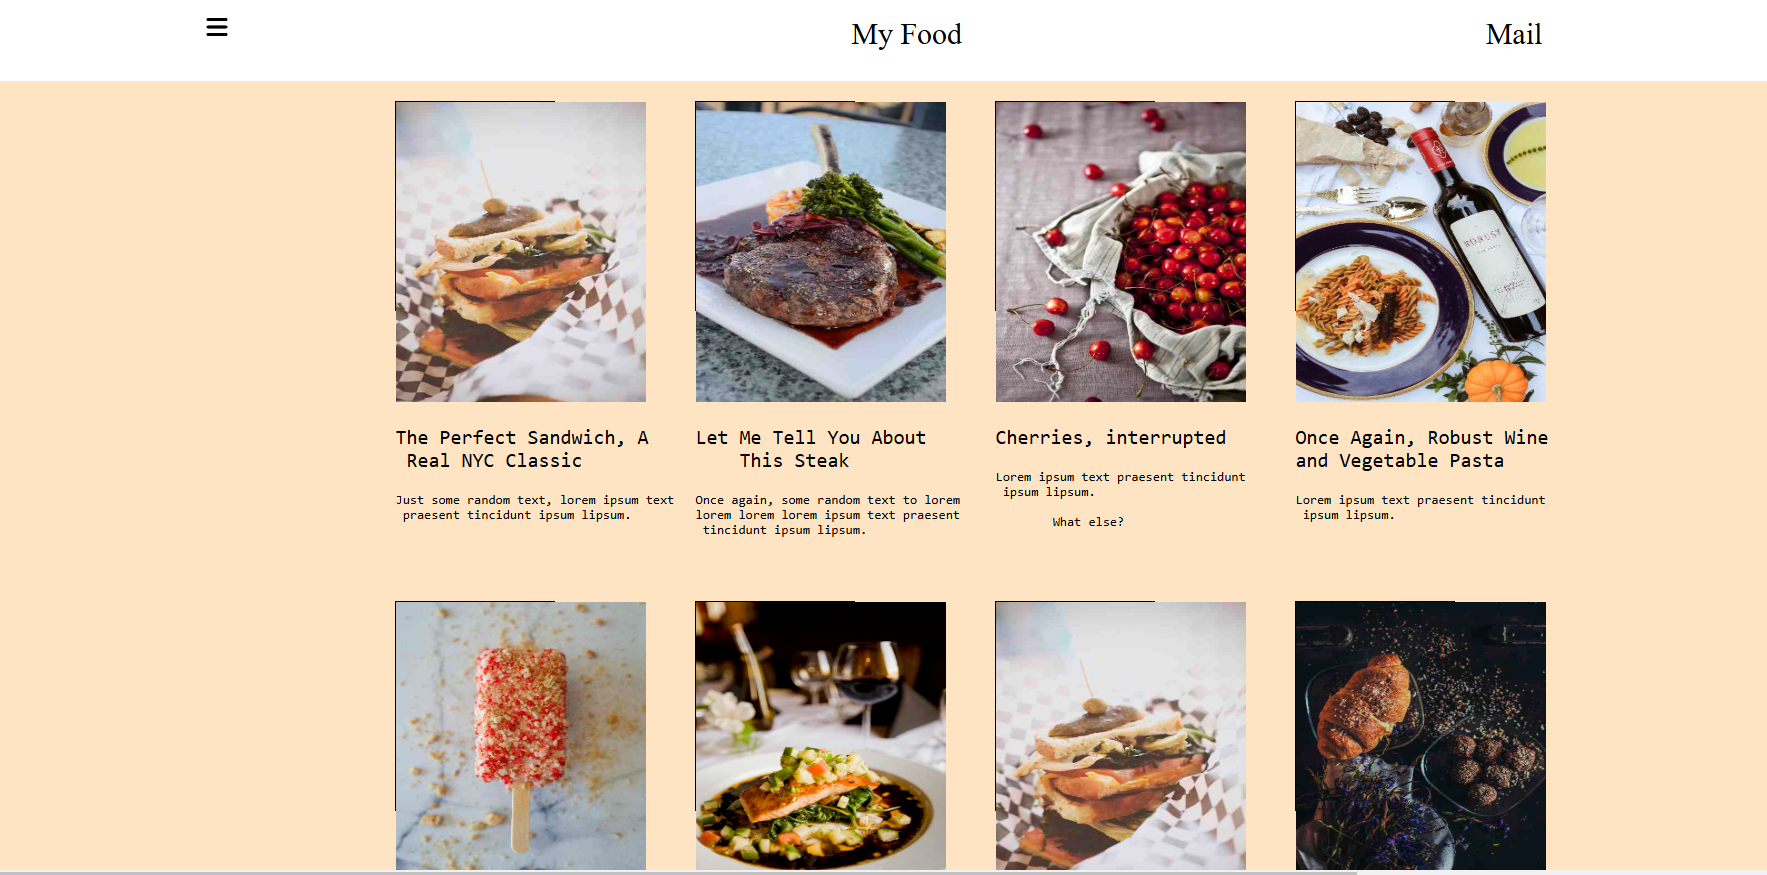 My Food
Mail
The Perfect Sandwich, A
Real NYC Classic
Just some random text, lorem ipsum text
praesent tincidunt ipsum lipsum.
Let Me Tell You About
This Steak
Once again, some random text to lorem
lorem lorem lorem ipsum text praesent
tincidunt ipsum lipsum.
Cherries, interrupted
Lorem ipsum text praesent tincidunt
ipsum lipsum.
What else?
ROBUST
Once Again, Robust Wine
and Vegetable Pasta
Lorem ipsum text praesent tincidunt
ipsum lipsum.